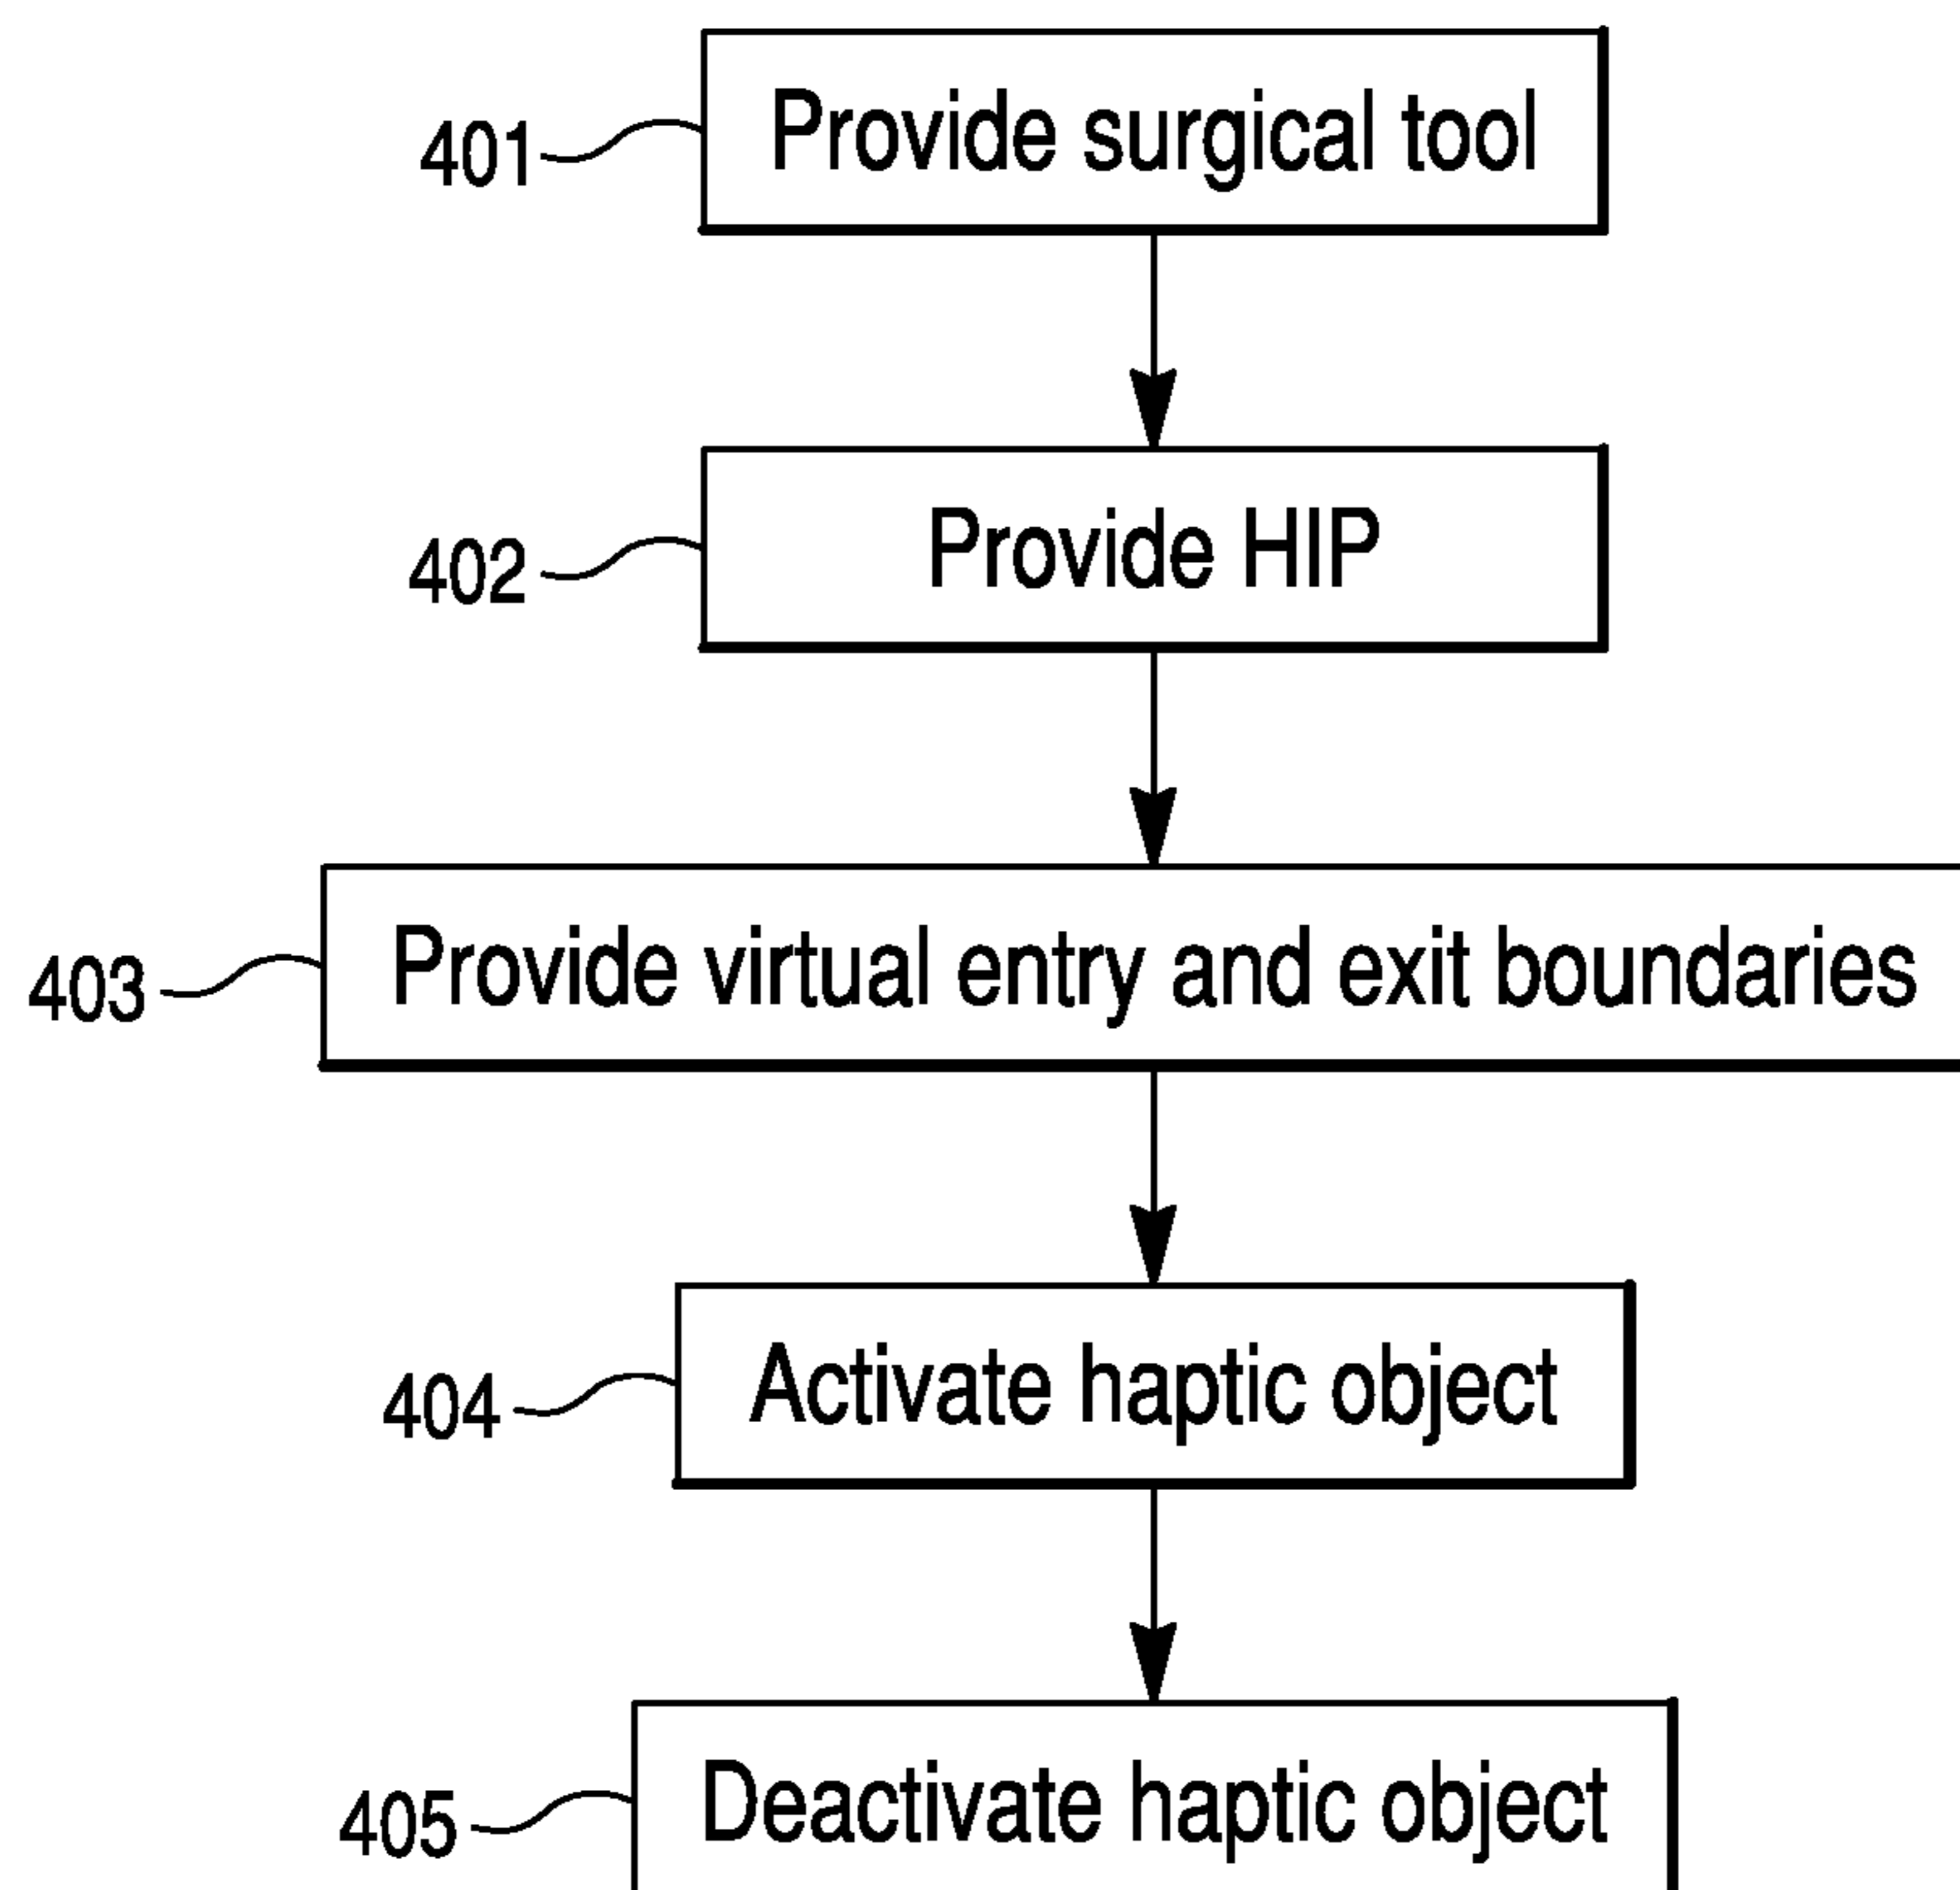 401 Provide surgical tool
402 Provide HIP
403 Provide virtual entry and exit boundaries
404 Activate haptic object
405 Deactivate haptic object